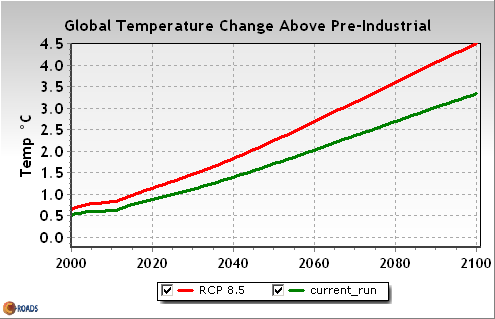 Global Temperature Change Above Pre-Industrial
Temp °C
4.5
4.0
3.5
3.0
2.5
2.0
1.5
1.0
0.5
0.0
2000 2020 2040 2060 2080 2100
RCP 8.5 current_run
C-ROADS